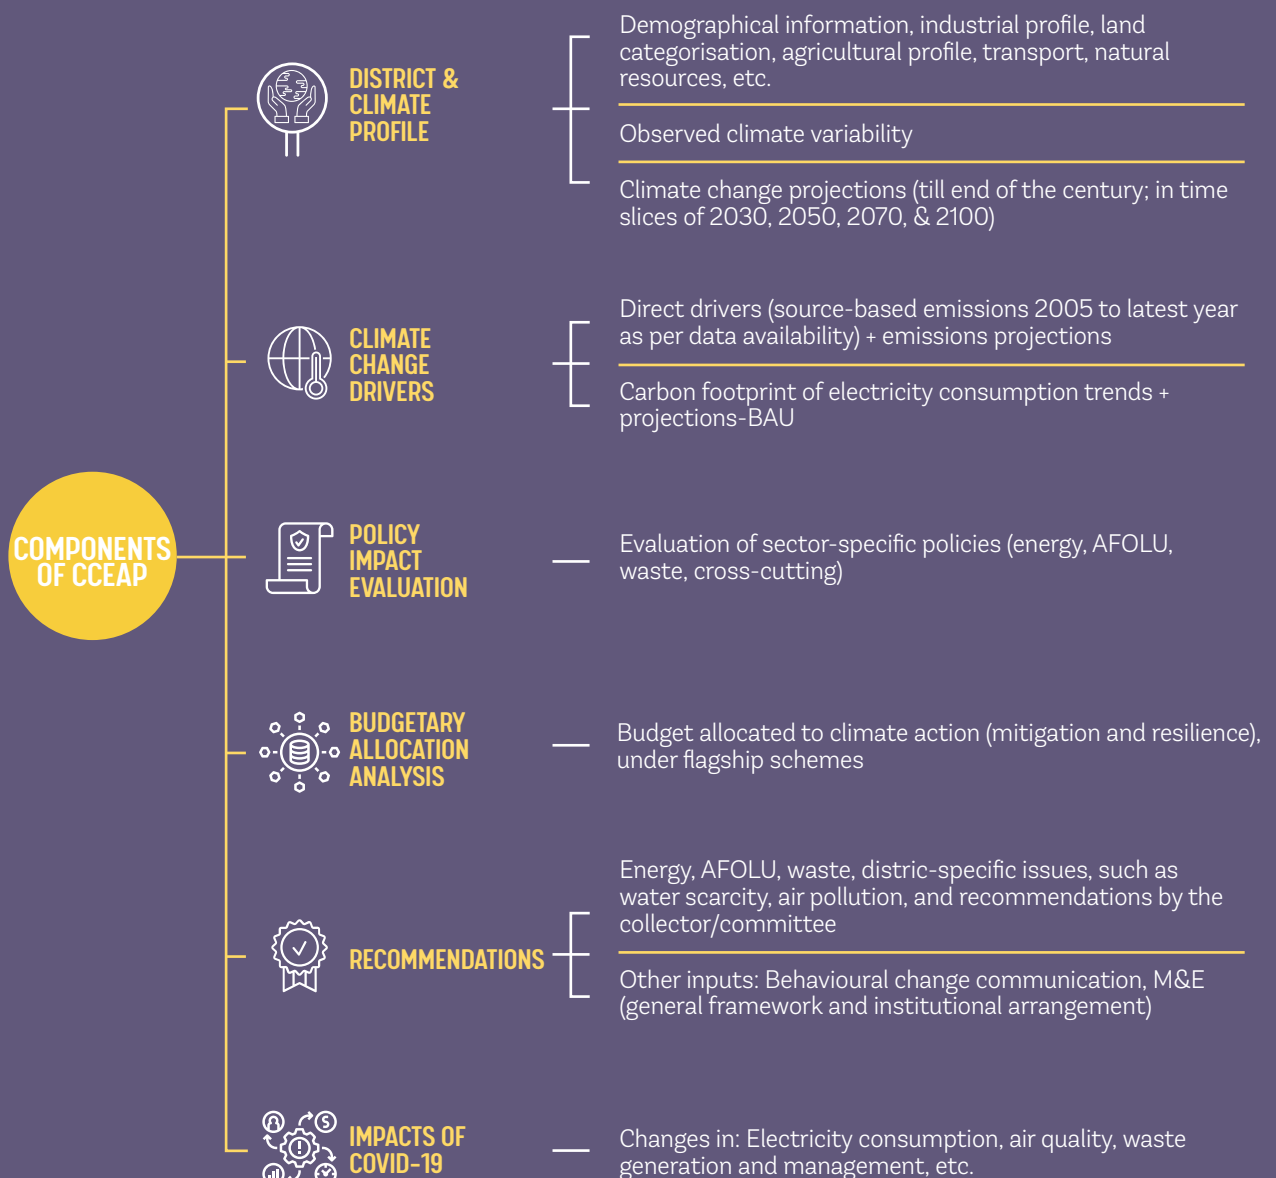 COMPONENTS
OF CCEAP
DISTRICT &
CLIMATE
PROFILE
Demographical information, industrial profile, land
categorisation, agricultural profile, transport, natural
resources, etc.
Observed climate variability
Climate change projections (till end of the century; in time
slices of 2030, 2050, 2070, & 2100)
CLIMATE
CHANGE
DRIVERS
Direct drivers (source-based emissions 2005 to latest year
as per data availability) + emissions projections
Carbon footprint of electricity consumption trends +
projections-BAU
POLICY
IMPACT
EVALUATION
Evaluation of sector-specific policies (energy, AFOLU,
waste, cross-cutting)
BUDGETARY
ALLOCATION
ANALYSIS
Budget allocated to climate action (mitigation and resilience),
under flagship schemes
RECOMMENDATIONS
Energy, AFOLU, waste, distric-specific issues, such as
water scarcity, air pollution, and recommendations by the
collector/committee
Other inputs: Behavioural change communication, M&E
(general framework and institutional arrangement)
IMPACTS OF
COVID-19
Changes in: Electricity consumption, air quality, waste
generation and management, etc.